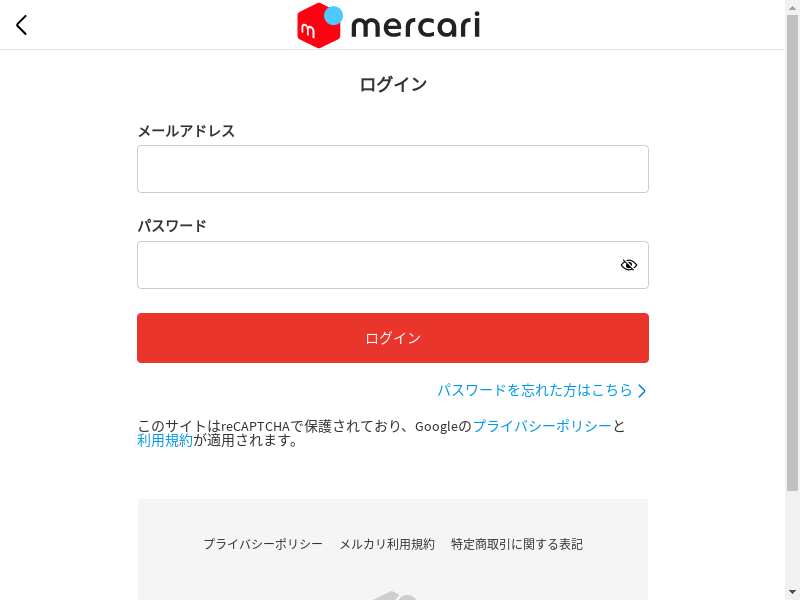 mercari
ログイン
メールアドレス
パスワード
ログイン
パスワードを忘れた方はこちら
このサイトはreCAPTCHAで保護されており、Googleのプライバシーポリシーと
利用規約が適用されます。
プライバシーポリシー メルカリ利用規約 特定商取引に関する表記